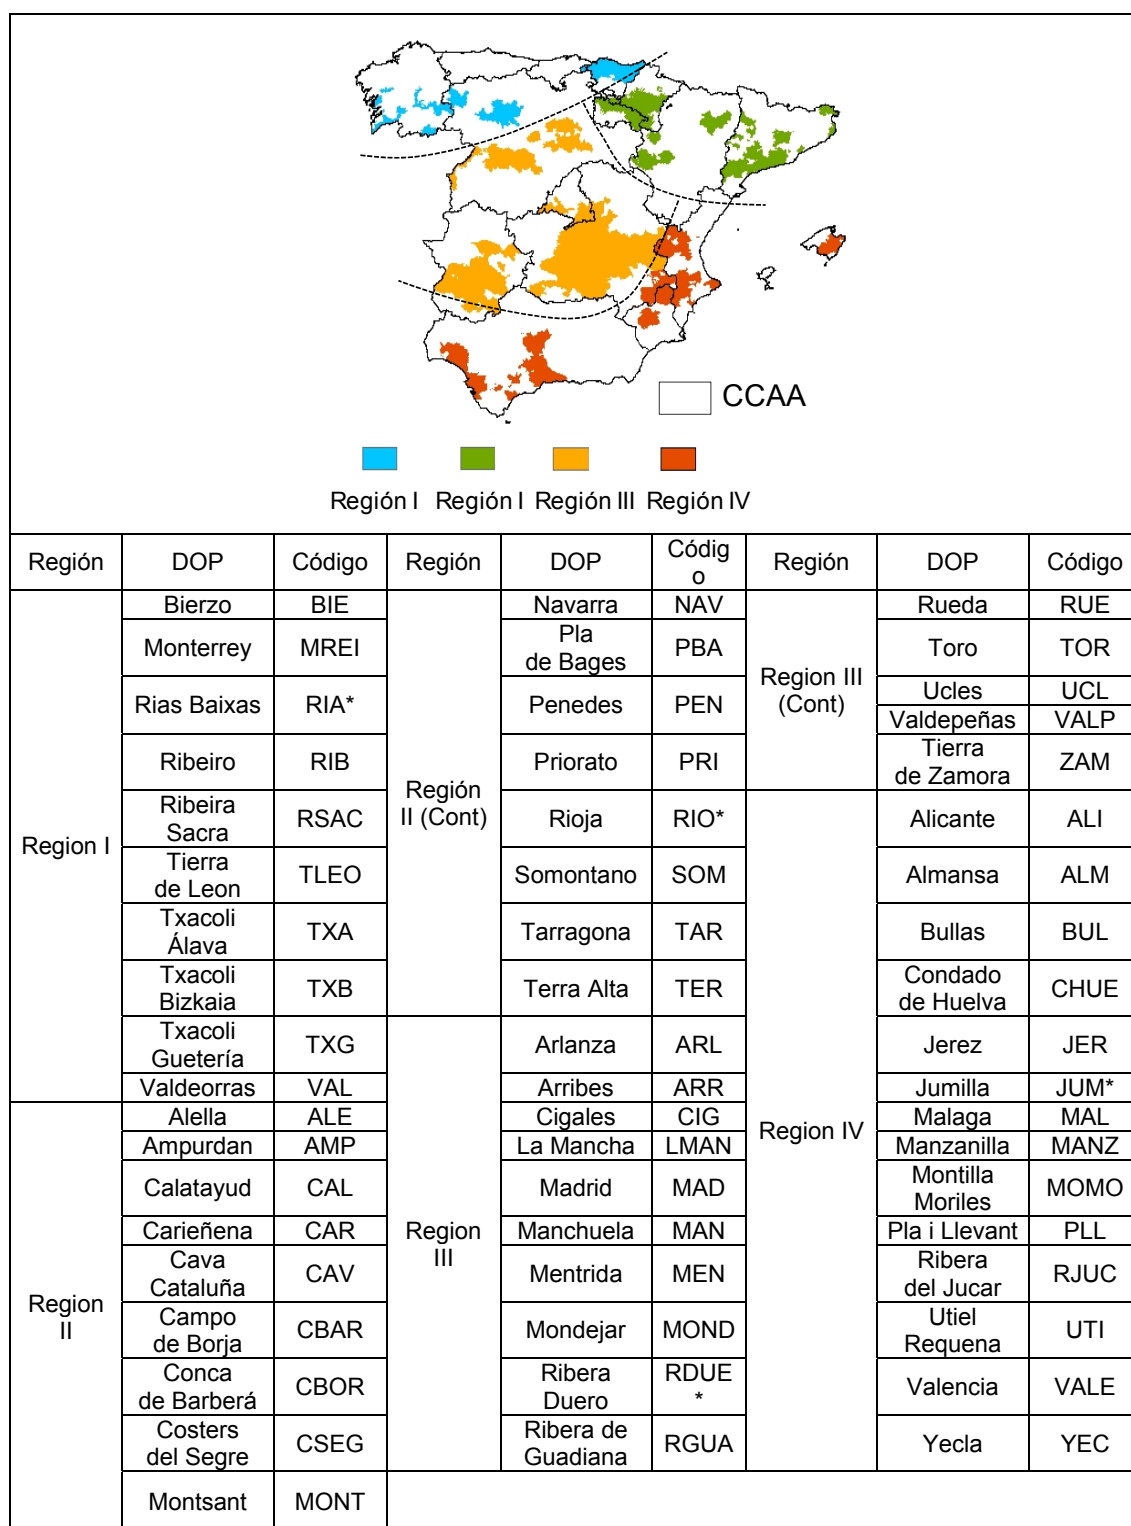 CCAA
Región I Región I Región III Región IV
Región DOP Código Región DOP Códig
o Región DOP Código
Region I
Bierzo BIE
Monterrey MREI
Rias Baixas RIA*
Ribeiro RIB
Ribeira
Sacra RSAC
Tierra
de Leon TLEO
Txacoli
Álava TXA
Txacoli
Bizkaia TXB
Txacoli
Guetería TXG
Valdeorras VAL
Region
II
Alella ALE
Ampurdan AMP
Calatayud CAL
Carieñena CAR
Cava
Cataluña CAV
Campo
de Borja CBAR
Conca
de Barberá CBOR
Costers
del Segre CSEG
Montsant MONT
Región
II (Cont)
Navarra NAV
Pla
de Bages PBA
Penedes PEN
Priorato PRI
Rioja RIO*
Somontano SOM
Tarragona TAR
Terra Alta TER
Region
III
Arlanza ARL
Arribes ARR
Cigales CIG
La Mancha LMAN
Madrid MAD
Manchuela MAN
Mentrida MEN
Mondejar MOND
Ribera
Duero RDUE
*
Ribera de
Guadiana RGUA
Region III
(Cont)
Rueda RUE
Toro TOR
Ucles UCL
Valdepeñas VALP
Tierra
de Zamora ZAM
Region IV
Alicante ALI
Almansa ALM
Bullas BUL
Condado
de Huelva CHUE
Jerez JER
Jumilla JUM*
Malaga MAL
Manzanilla MANZ
Montilla
Moriles MOMO
Pla i Llevant PLL
Ribera
del Jucar RJUC
Utiel
Requena UTI
Valencia VALE
Yecla YEC